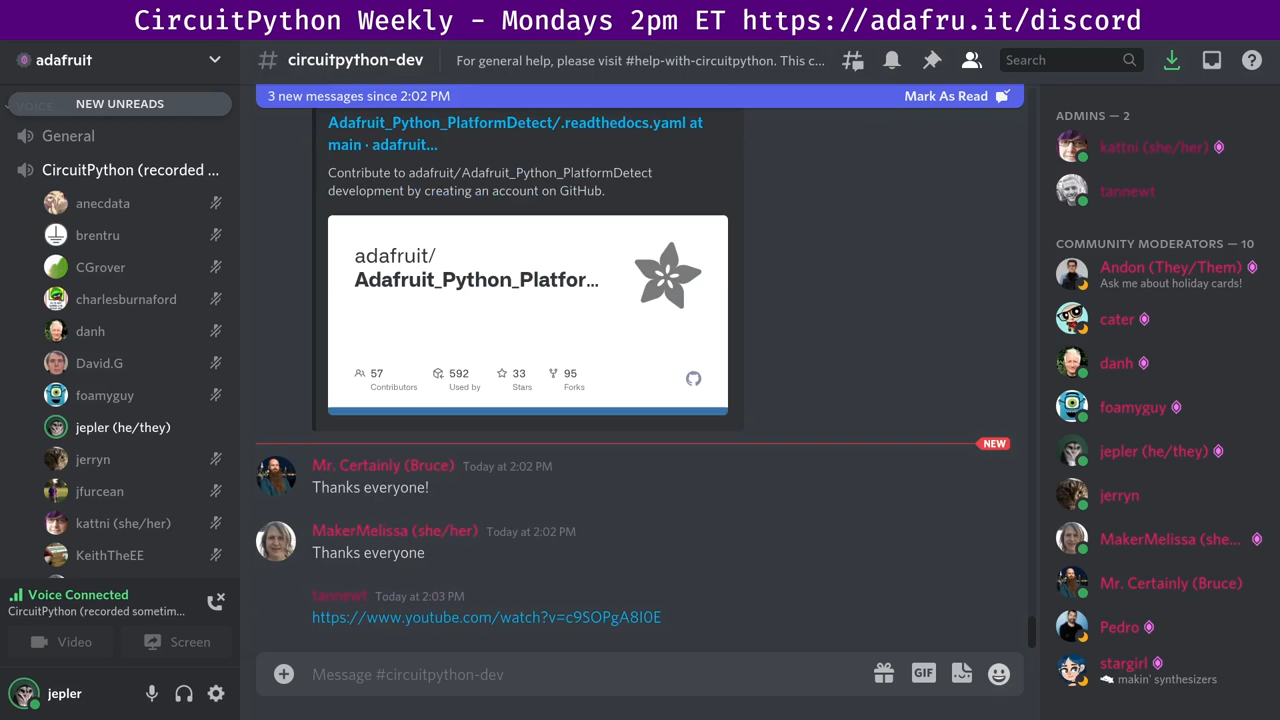 CircuitPython Weekly - Mondays 2pm ET https://adafru.it/discord
adafruit
circuitpython-dev
For general help, please visit #help-with-circuitpython. This c...
Search
NEW UNREADS
VOICE
General
CircuitPython (recorded ...
anecdata
brentru
CGrover
charlesburnaford
danh
David.G
foamyguy
jepler (he/they)
jerryn
jfurcean
kattni (she/her)
KeithTheEE
Voice Connected
CircuitPython (recorded sometim...
Video
Screen
jepler
3 new messages since 2:02 PM
Mark As Read
Adafruit_Python_PlatformDetect/.readthedocs.yaml at
main · adafruit...
Contribute to adafruit/Adafruit_Python_PlatformDetect
development by creating an account on GitHub.
adafruit/
Adafruit_Python_Platfor...
57
Contributors
592
Used by
33
Stars
95
Forks
NEW
Mr. Certainly (Bruce) Today at 2:02 PM
Thanks everyone!
MakerMelissa (she/her) Today at 2:02 PM
Thanks everyone
tannewt Today at 2:03 PM
https://www.youtube.com/watch?v=c9SOPgA8I0E
Message #circuitpython-dev
GIF
ADMINS — 2
kattni (she/her)
tannewt
COMMUNITY MODERATORS — 10
Andon (They/Them)
Ask me about holiday cards!
cater
danh
foamyguy
jepler (he/they)
jerryn
MakerMelissa (she...
Mr. Certainly (Bruce)
Pedro
stargirl
makin' synthesizers